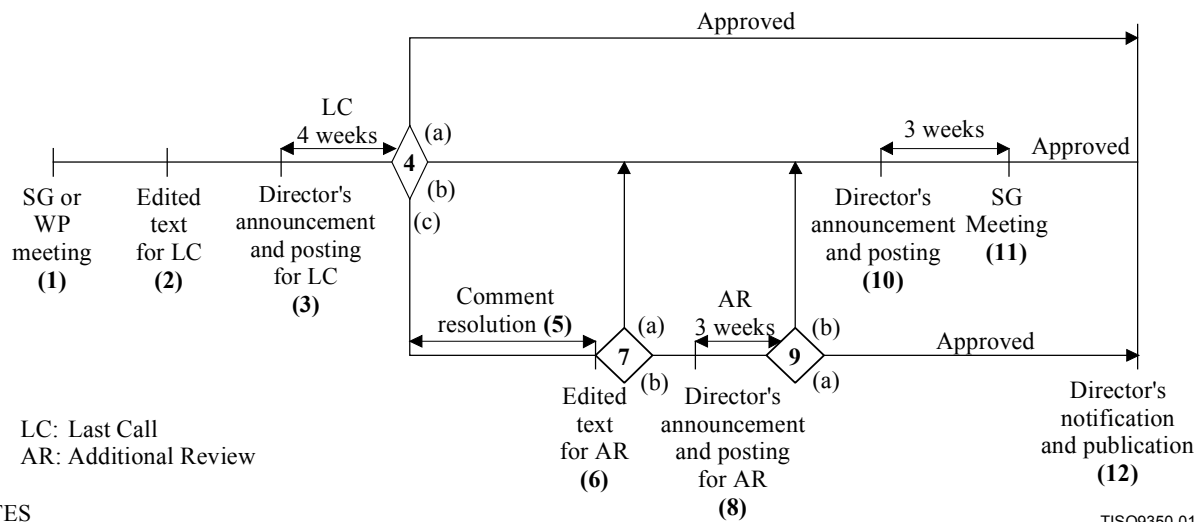 Approved
LC
4 weeks
(a)
4
(b)
(c)
3 weeks
Approved
SG or
WP
meeting
(1)
Edited
text
for LC
(2)
Director's
announcement
and posting
for LC
(3)
Director's
announcement
and posting
(10)
SG
Meeting
(11)
Comment
resolution (5)
(a)
7
(b)
AR
3 weeks
(b)
9
(a)
Approved
Edited
text
for AR
(6)
Director's
announcement
and posting
for AR
(8)
Director's
notification
and publication
(12)
LC: Last Call
AR: Additional Review
TES